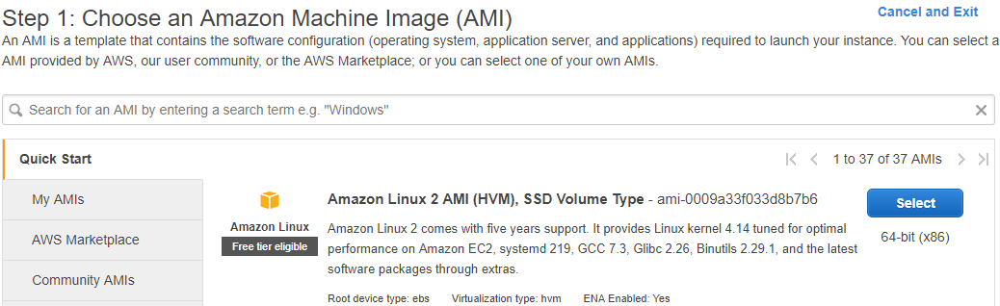 Step 1: Choose an Amazon Machine Image (AMI)
Cancel and Exit
An AMI is a template that contains the software configuration (operating system, application server, and applications) required to launch your instance. You can select a
AMI provided by AWS, our user community, or the AWS Marketplace; or you can select one of your own AMIs.
Search for an AMI by entering a search term e.g. "Windows"
Quick Start
1 to 37 of 37 AMIs
My AMIs
AWS Marketplace
Community AMIs
Amazon Linux
Free tier eligible
Amazon Linux 2 AMI (HVM), SSD Volume Type - ami-0009a33f033d8b7b6
Amazon Linux 2 comes with five years support. It provides Linux kernel 4.14 tuned for optimal
performance on Amazon EC2, systemd 219, GCC 7.3, Glibc 2.26, Binutils 2.29.1, and the latest
software packages through extras.
Root device type: ebs Virtualization type: hvm ENA Enabled: Yes
Select
64-bit (x86)